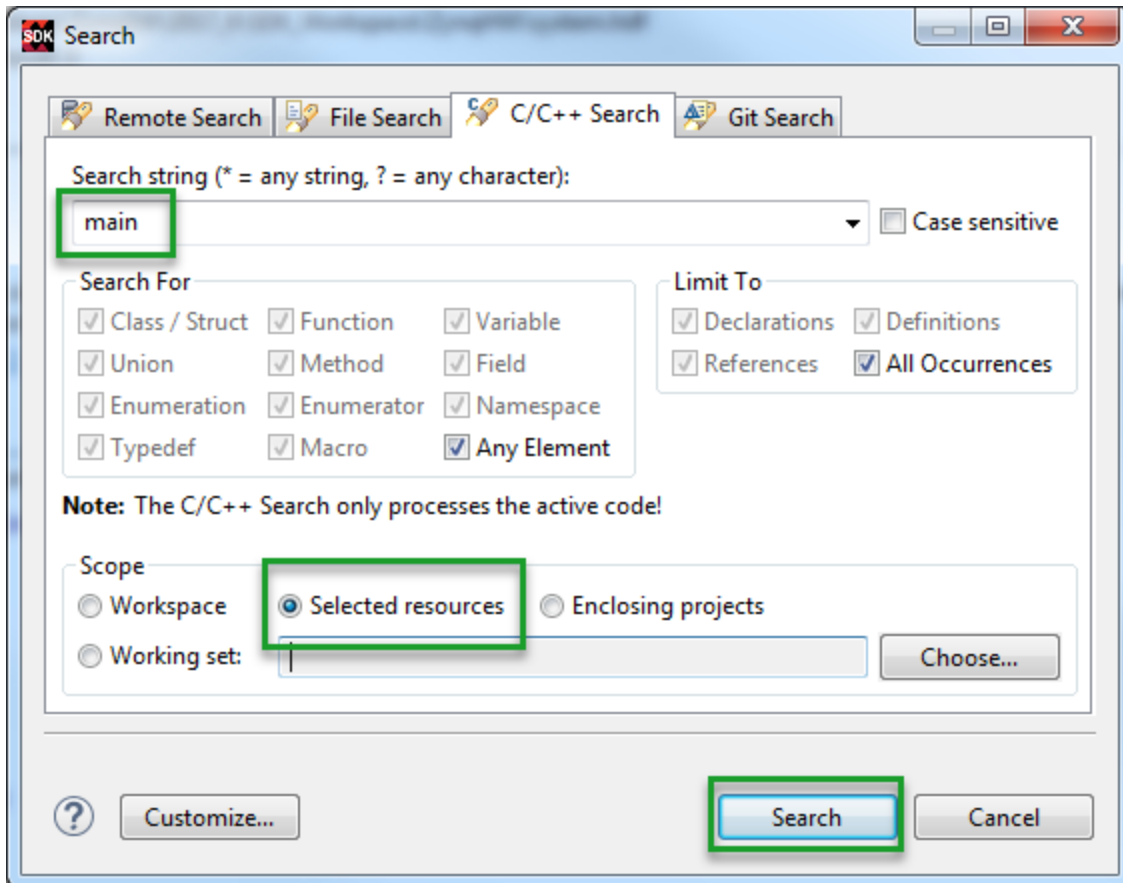 SDK Search
Remote Search File Search C/C++ Search Git Search
Search string (* = any string, ? = any character):
main Case sensitive
Search For Limit To
Class / Struct Function Variable Declarations Definitions
Union Method Field References All Occurrences
Enumeration Enumerator Namespace
Typedef Macro Any Element
Note: The C/C++ Search only processes the active code!
Scope
Workspace Selected resources Enclosing projects
Working set: Choose...
? Customize... Search Cancel